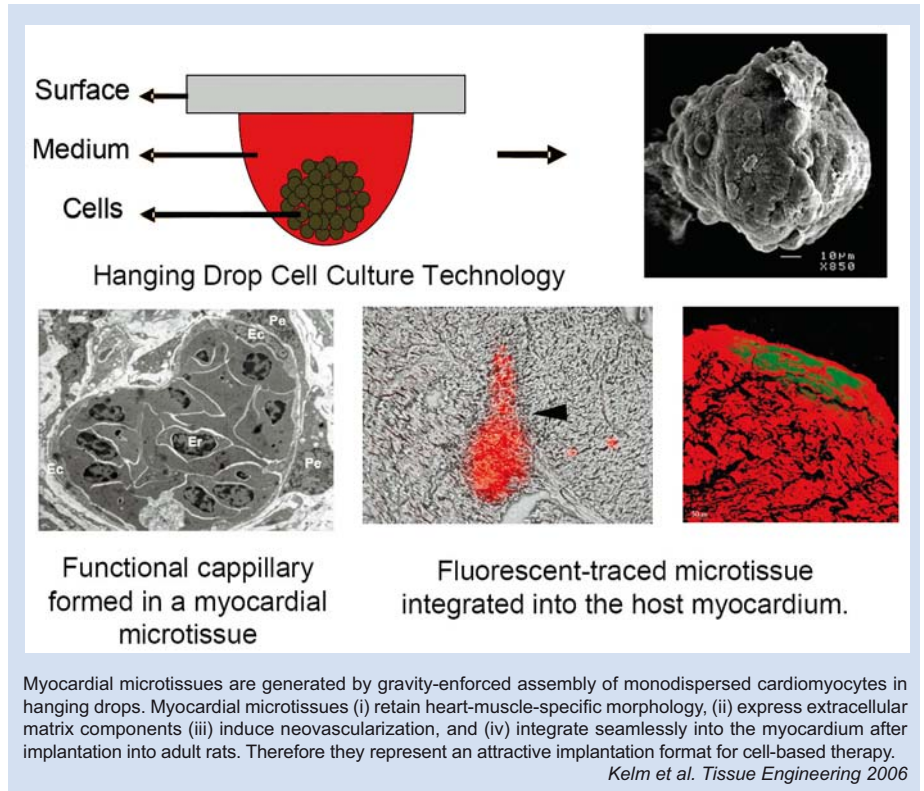 Surface
Medium
Cells
Hanging Drop Cell Culture Technology
10µm
X850
Ec
Pe
Er
Ec
Pe
Functional cappillary
formed in a myocardial
microtissue
Fluorescent-traced microtissue
integrated into the host myocardium.
Myocardial microtissues are generated by gravity-enforced assembly of monodispersed cardiomyocytes in
hanging drops. Myocardial microtissues (i) retain heart-muscle-specific morphology, (ii) express extracellular
matrix components (iii) induce neovascularization, and (iv) integrate seamlessly into the myocardium after
implantation into adult rats. Therefore they represent an attractive implantation format for cell-based therapy.
Kelm et al. Tissue Engineering 2006